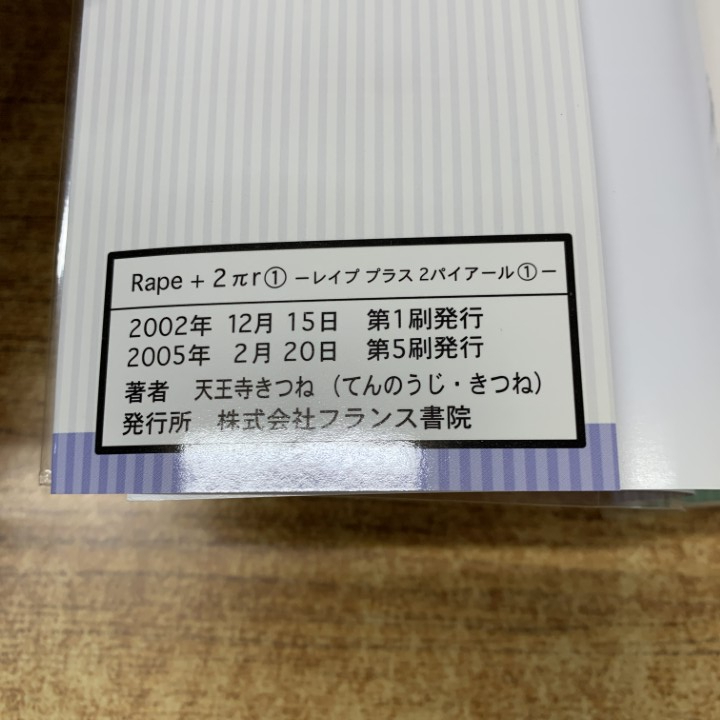 Rape + 2πr① −レイプ プラス 2パイアール①−
2002年 12月 15日 第1刷発行
2005年 2月 20日 第5刷発行
著者 天王寺きつね (てんのうじ・きつね)
発行所 株式会社フランス書院